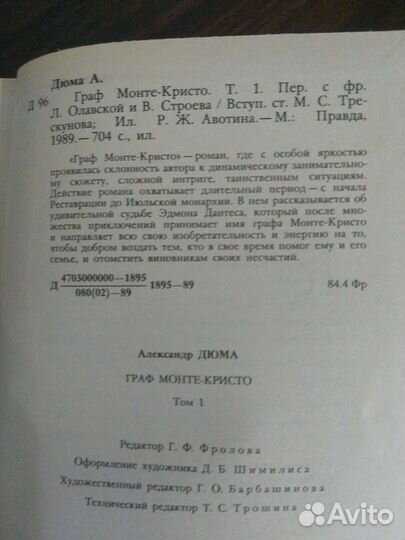 Дюма А.
Д 96 Граф Монте-Кристо. Т. 1. Пер. с фр.
Л. Олавской и В. Строева / Вступ. ст. М. С. Тре-
скунова; Ил. Р. Ж. Авотина.— М.: Правда,
1989.— 704 с., ил.
«Граф Монте-Кристо» — роман, где с особой яркостью
проявилась склонность автора к динамическому занимательно-
му сюжету, сложной интриге, таинственным ситуациям.
Действие романа охватывает длительный период — с начала
Реставрации до Июльской монархии. В нем рассказывается об
удивительной судьбе Эдмона Дантеса, который после мно-
жества приключений принимает имя графа Монте-Кристо
и направляет всю свою изобретательность и энергию на то,
чтобы добром воздать тем, кто в свое время помог ему и его
семье, и отомстить виновникам своих несчастий.
Д 4703000000—1895
080(02)—89 1895—89 84.4 Фр
Александр ДЮМА
ГРАФ МОНТЕ-КРИСТО
Том 1
Редактор Г. Ф. Фролова
Оформление художника Д. Б. Шимилиса
Художественный редактор Г. О. Барбашинова
Технический редактор Т. С. Трошина
Avito